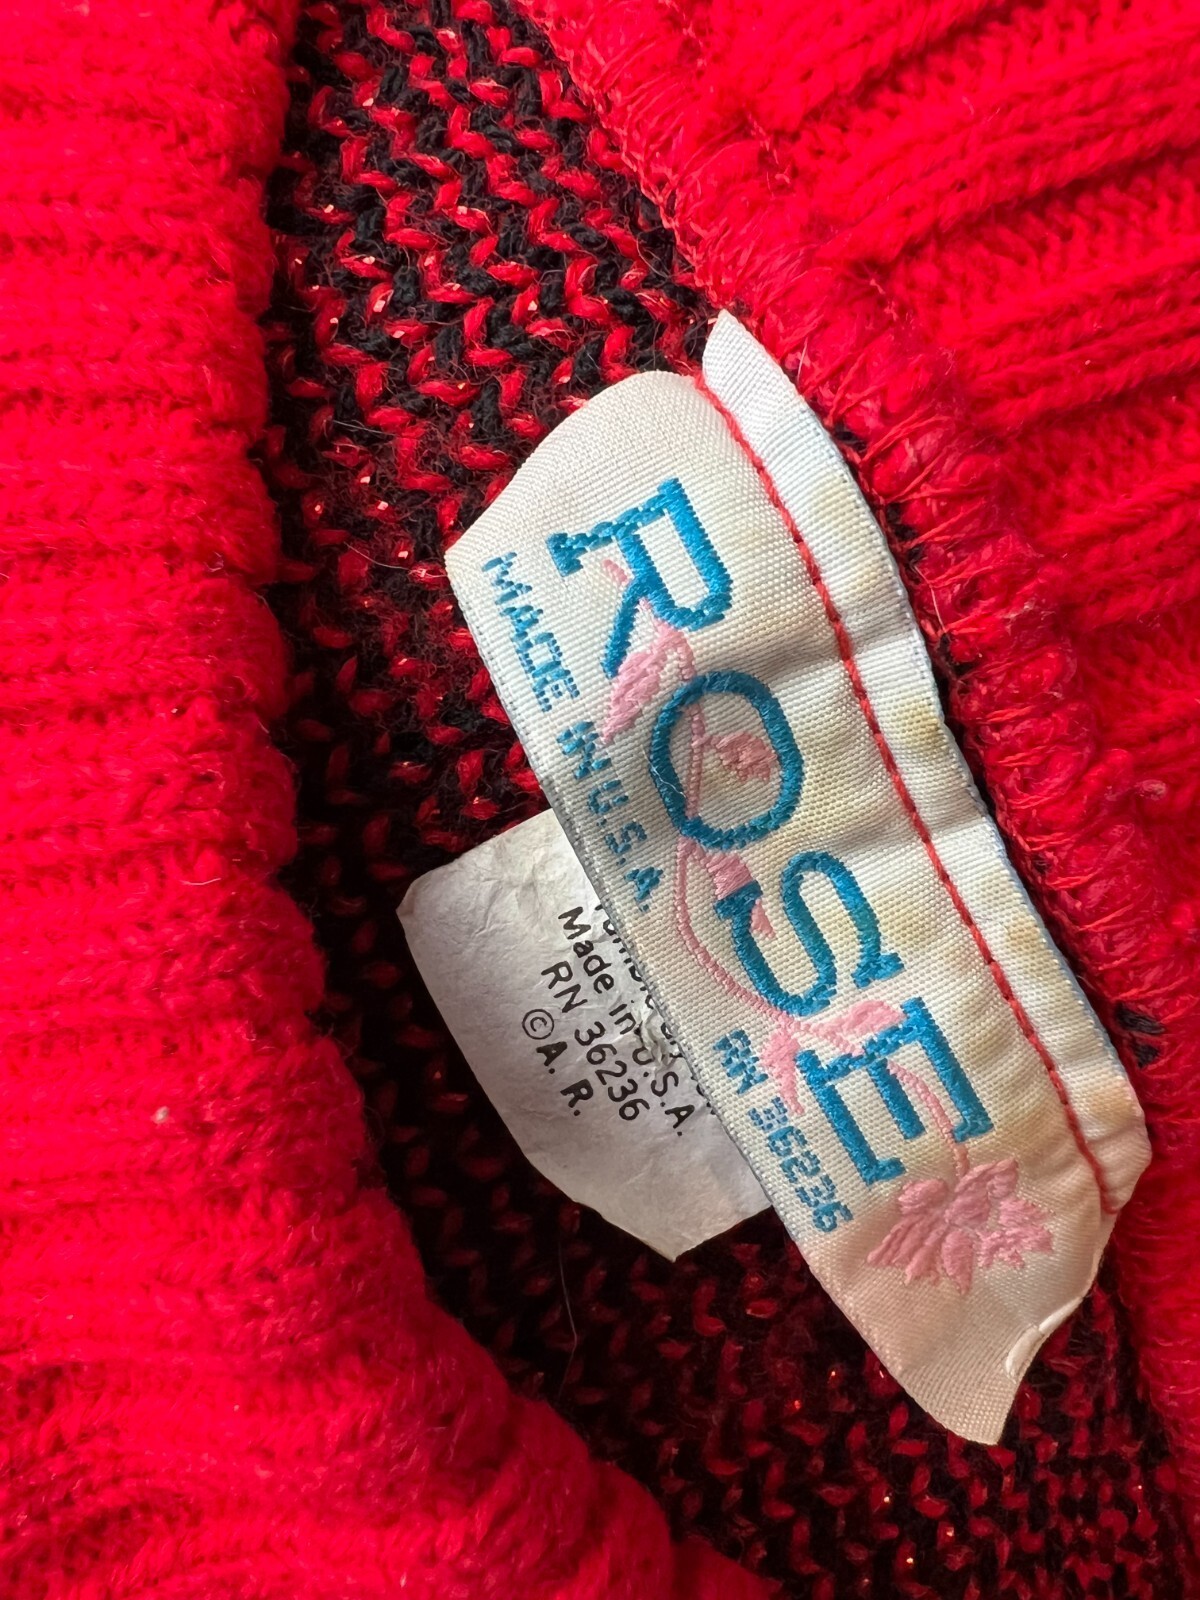 ROSE
MADE IN U.S.A.
RN 36236
Made in U.S.A.
RN 36236
©A. R.